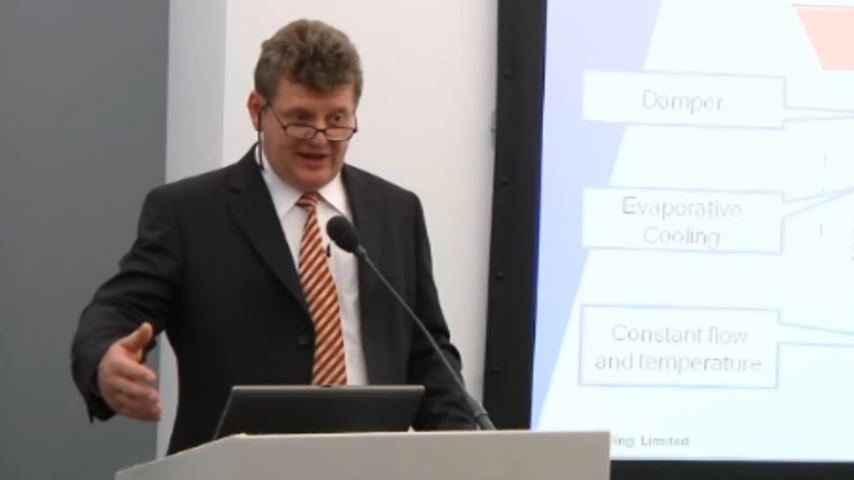 Damper
Evaporative
Cooling
Constant flow
and temperature
Limited